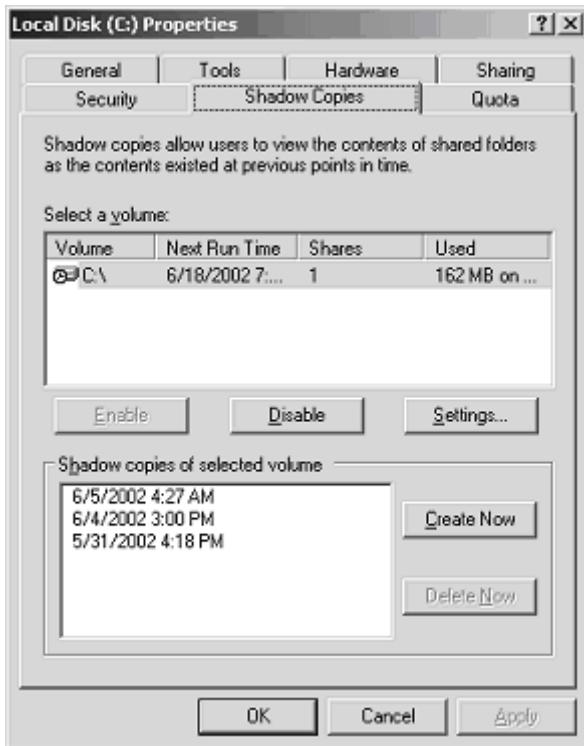 Local Disk (C:) Properties ? X
General Tools Hardware Sharing
Security Shadow Copies Quota
Shadow copies allow users to view the contents of shared folders
as the contents existed at previous points in time.
Select a volume:
Volume Next Run Time Shares Used
C:\ 6/18/2002 7:... 1 162 MB on ...
Enable Disable Settings...
Shadow copies of selected volume
6/5/2002 4:27 AM
6/4/2002 3:00 PM
5/31/2002 4:18 PM
Create Now
Delete Now
OK Cancel Apply